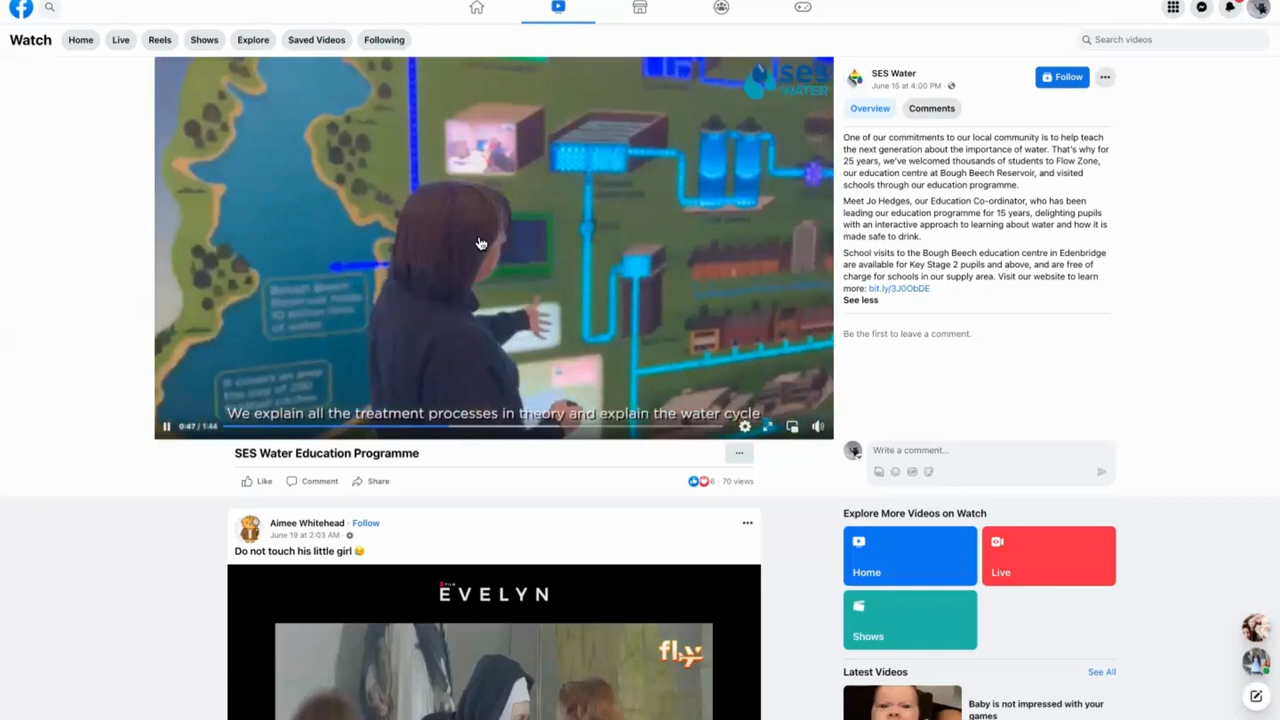 Watch
Home
Live
Reels
Shows
Explore
Saved Videos
Following
Search videos
ses
WATER
Bough Beech
We explain all the treatment processes in theory and explain the water cycle
0:47 / 1:44
SES Water
June 15 at 4:00 PM ·
Follow
Overview
Comments
One of our commitments to our local community is to help teach
the next generation about the importance of water. That's why for
25 years, we've welcomed thousands of students to Flow Zone,
our education centre at Bough Beech Reservoir, and visited
schools through our education programme.
Meet Jo Hedges, our Education Co-ordinator, who has been
leading our education programme for 15 years, delighting pupils
with an interactive approach to learning about water and how it is
made safe to drink.
School visits to the Bough Beech education centre in Edenbridge
are available for Key Stage 2 pupils and above, and are free of
charge for schools in our supply area. Visit our website to learn
more: bit.ly/3J0ObDE
See less
Be the first to leave a comment.
Write a comment...
SES Water Education Programme
Like
Comment
Share
6 · 70 views
Aimee Whitehead · Follow
June 19 at 2:03 AM ·
Do not touch his little girl
EVELYN
fly
Explore More Videos on Watch
Home
Live
Shows
Latest Videos
See All
Baby is not impressed with your
games